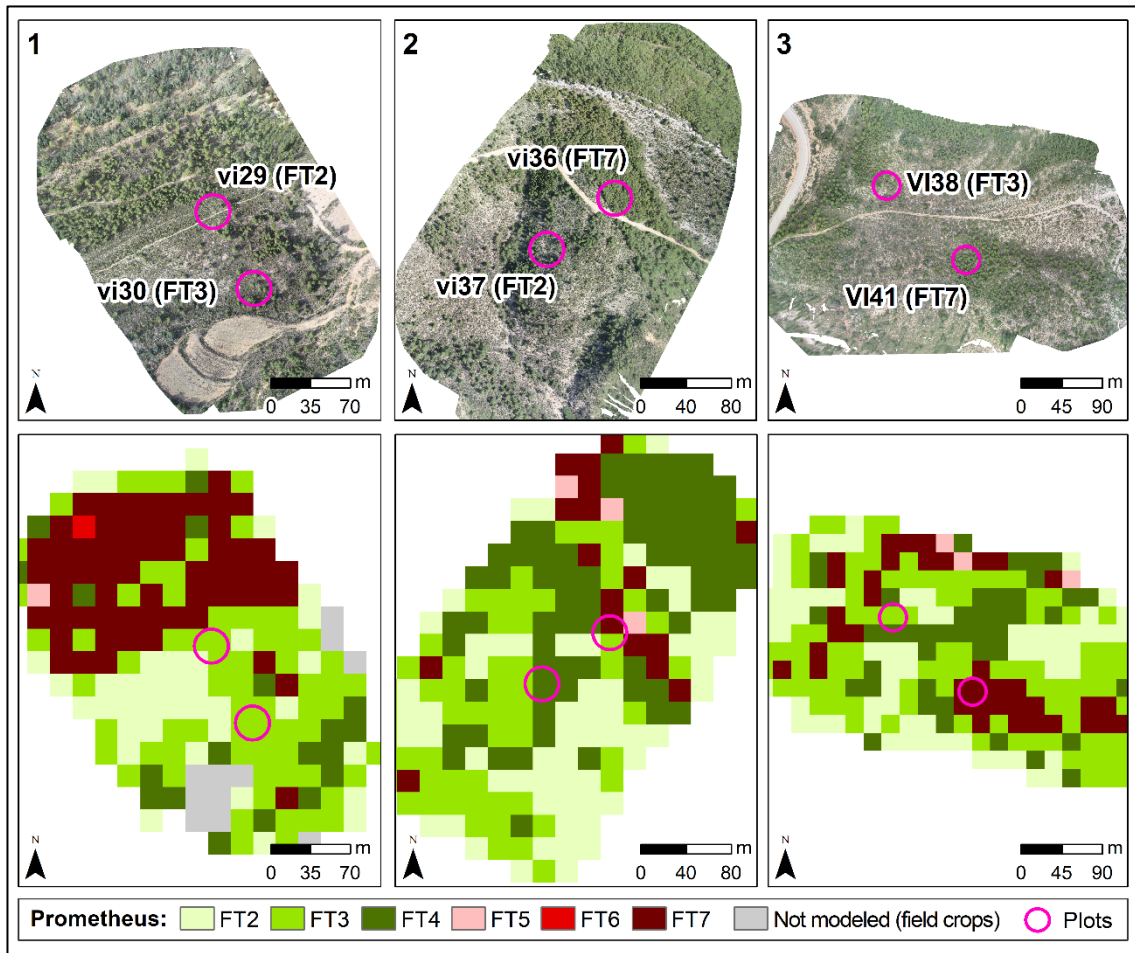 1
vi29 (FT2)
vi30 (FT3)
N
m
0 35 70
2
vi36 (FT7)
vi37 (FT2)
N
m
0 40 80
3
VI38 (FT3)
VI41 (FT7)
N
m
0 45 90
N
m
0 35 70
N
m
0 40 80
N
m
0 45 90
Prometheus: FT2 FT3 FT4 FT5 FT6 FT7 Not modeled (field crops) Plots